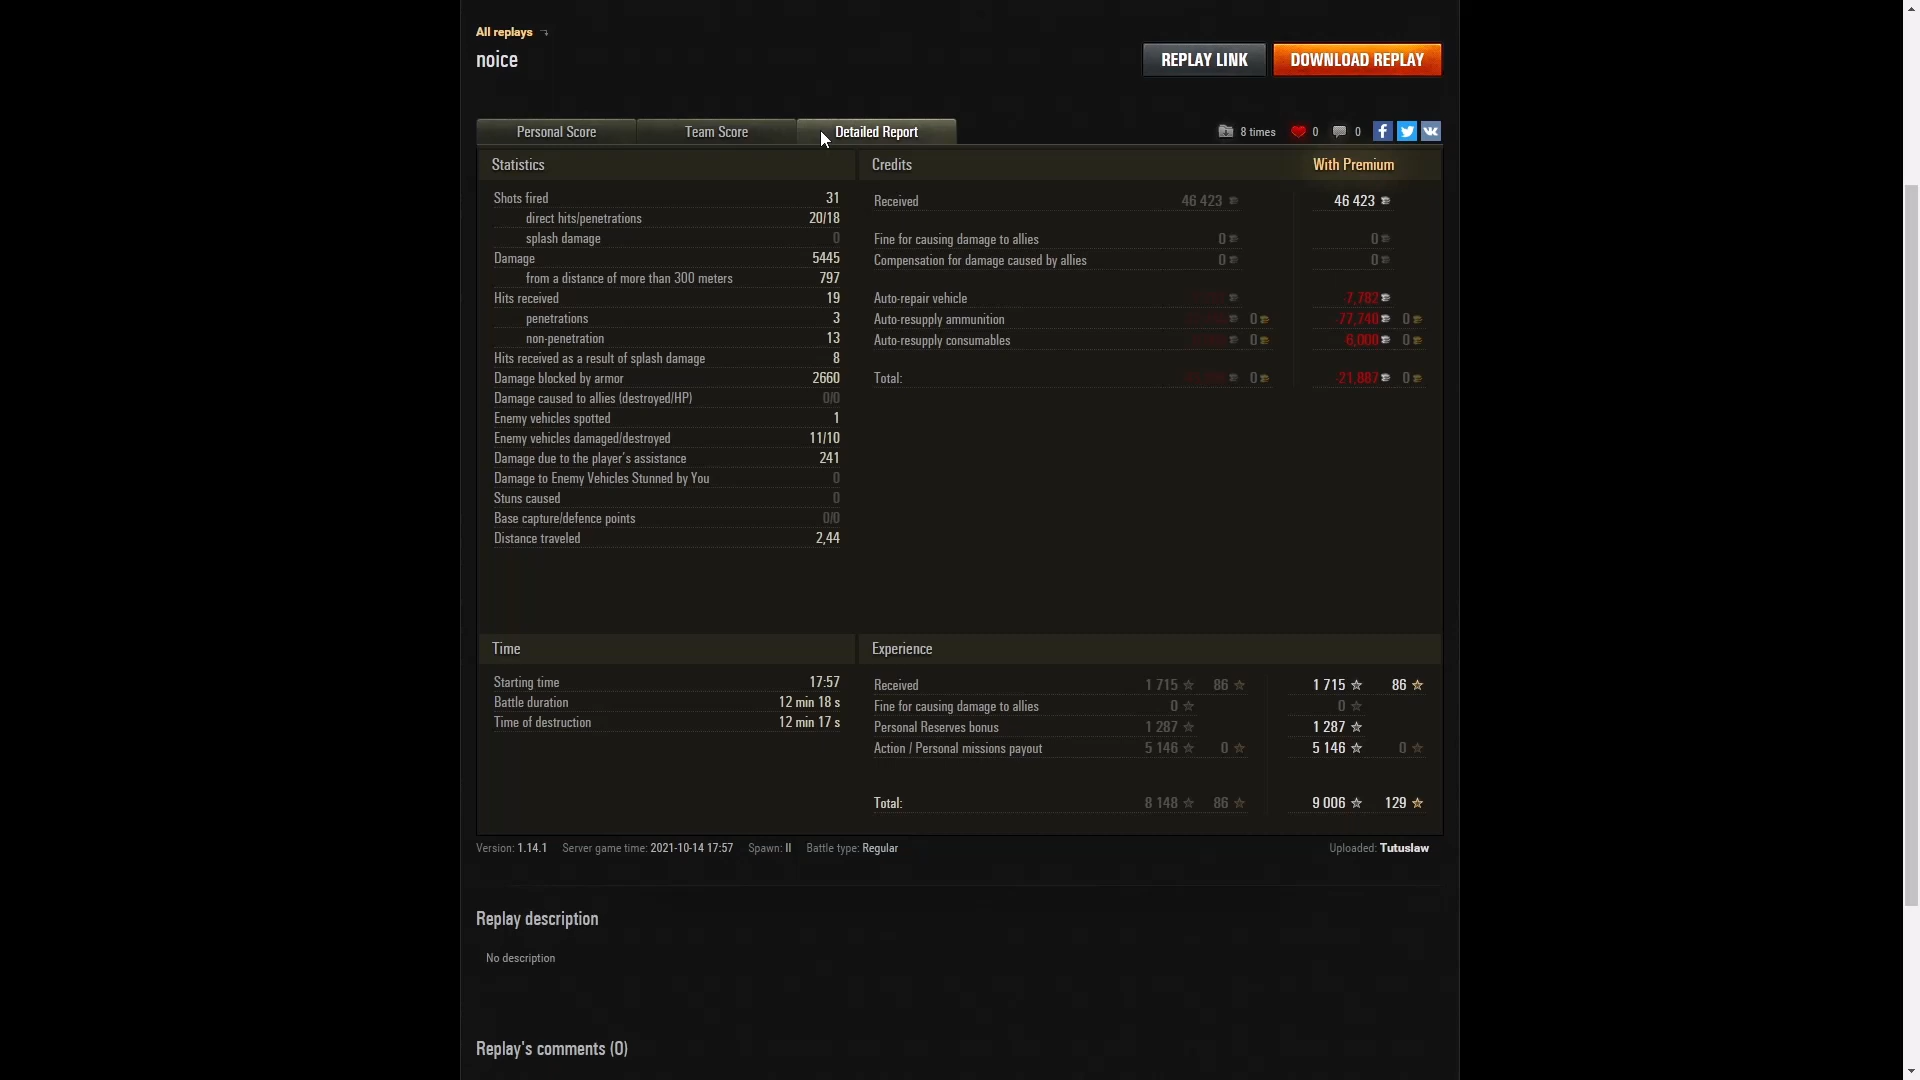 All replays
noice
REPLAY LINK
DOWNLOAD REPLAY
Personal Score
Team Score
Detailed Report
8 times
0
0
Statistics
Shots fired 31
direct hits/penetrations 20/18
splash damage 0
Damage 5445
from a distance of more than 300 meters 797
Hits received 19
penetrations 3
non-penetration 13
Hits received as a result of splash damage 8
Damage blocked by armor 2660
Damage caused to allies (destroyed/HP) 0/0
Enemy vehicles spotted 1
Enemy vehicles damaged/destroyed 11/10
Damage due to the player's assistance 241
Damage to Enemy Vehicles Stunned by You 0
Stuns caused 0
Base capture/defence points 0/0
Distance traveled 2,44
Credits With Premium
Received 46 423 46 423
Fine for causing damage to allies 0 0
Compensation for damage caused by allies 0 0
Auto-repair vehicle -7,782
Auto-resupply ammunition 0 0
Auto-resupply consumables 0 0
Total: 0 0
Time
Starting time 17:57
Battle duration 12 min 18 s
Time of destruction 12 min 17 s
Experience
Received 1 715 86 1 715 86
Fine for causing damage to allies 0 0
Personal Reserves bonus 1 287 1 287
Action / Personal missions payout 5 146 0 5 146 0
Total: 8 148 86 9 006 129
Version: 1.14.1 Server game time: 2021-10-14 17:57 Spawn: II Battle type: Regular
Uploaded: Tutuslaw
Replay description
No description
Replay's comments (0)